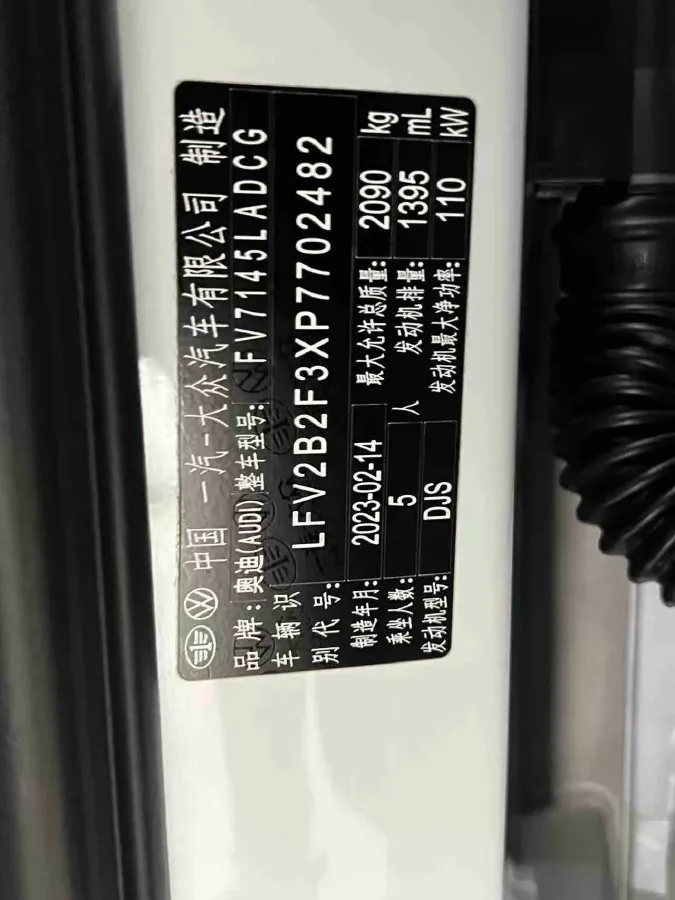 中国 一汽-大众汽车有限公司 制造
品牌: 奥迪(AUDI) 整车型号: FV7145LADCG
车辆识别代号: LFV2B2F3XP7702482
制造年月: 2023-02-14 最大允许总质量: 2090 kg
乘坐人数: 5 人 发动机排量: 1395 mL
发动机型号: DJS 发动机最大净功率: 110 kW